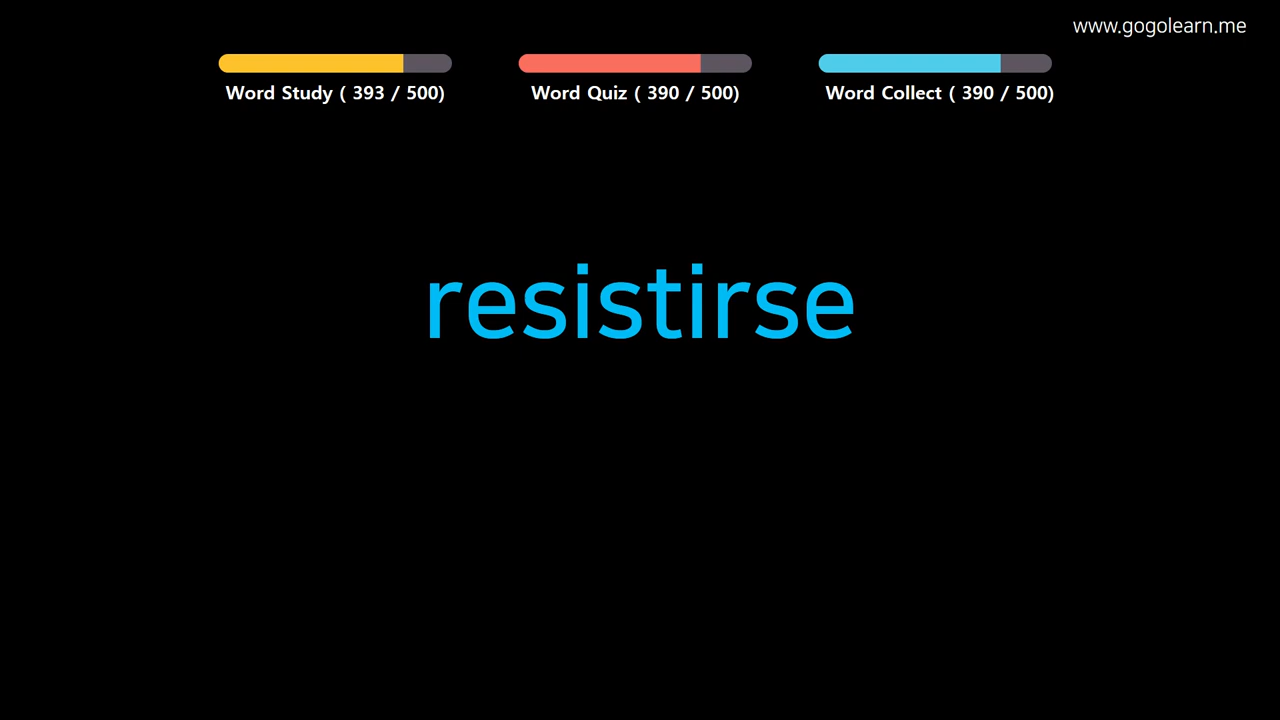 www.gogolearn.me
Word Study ( 393 / 500)
Word Quiz ( 390 / 500)
Word Collect ( 390 / 500)
resistirse